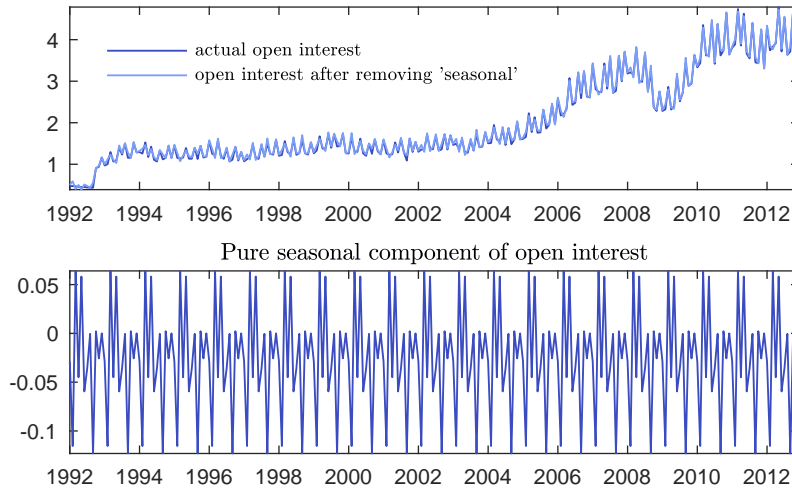 4
3
2
1
actual open interest
open interest after removing 'seasonal'
1992 1994 1996 1998 2000 2002 2004 2006 2008 2010 2012
Pure seasonal component of open interest
0.05
0
-0.05
-0.1
1992 1994 1996 1998 2000 2002 2004 2006 2008 2010 2012